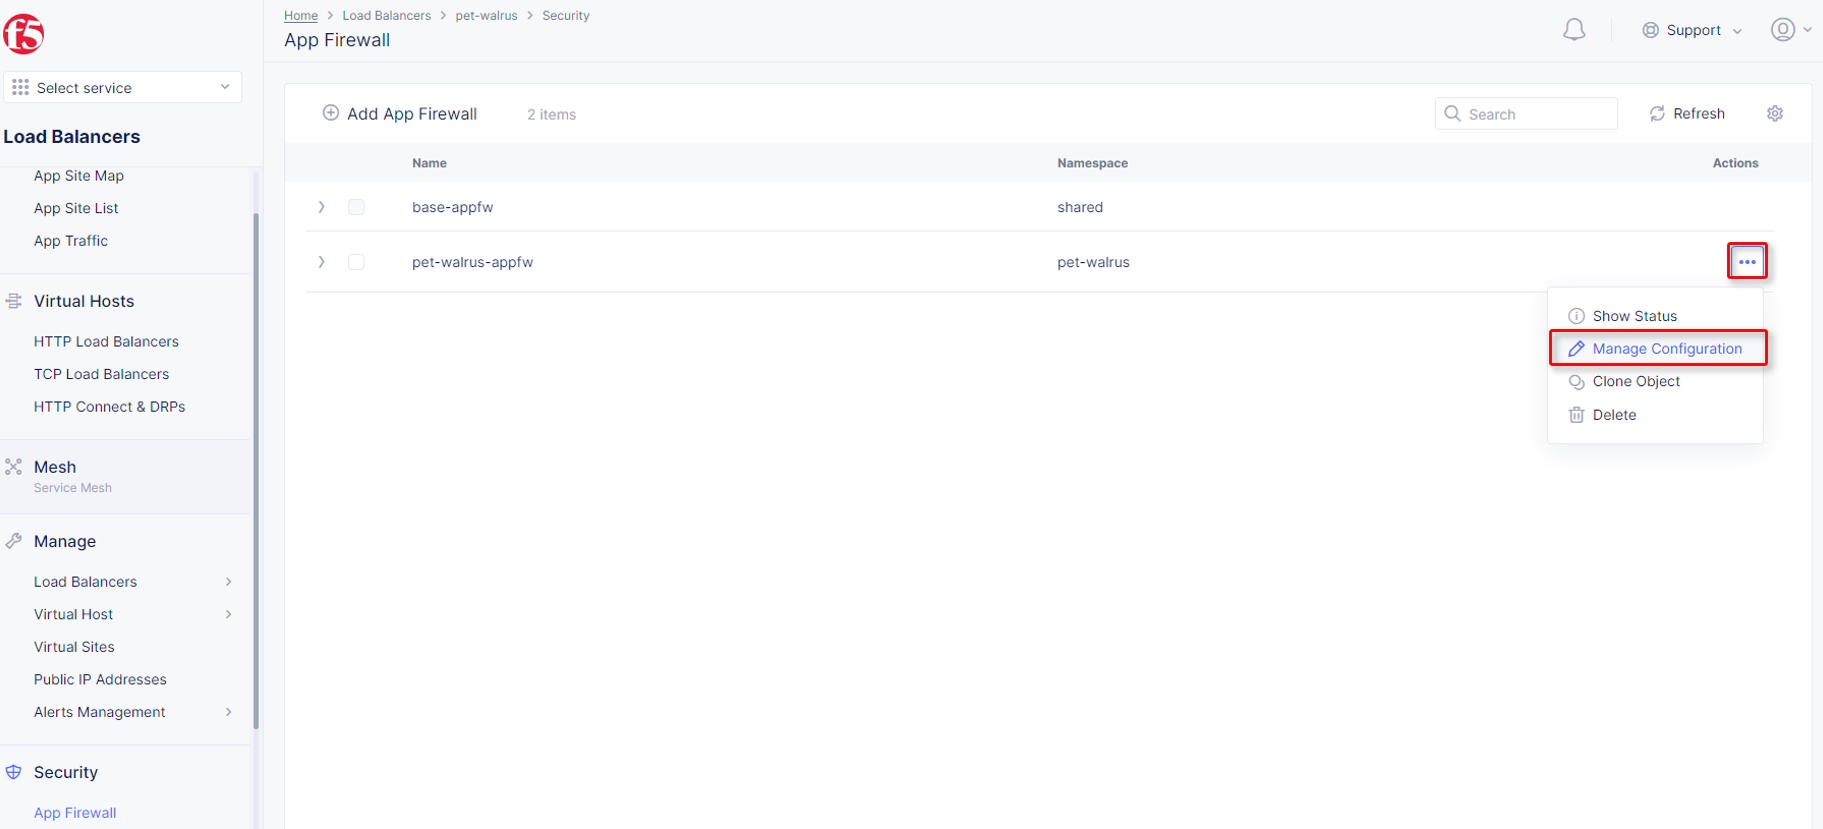 f5
Home > Load Balancers > pet-walrus > Security
App Firewall
Support
Select service
Load Balancers
App Site Map
App Site List
App Traffic
Virtual Hosts
HTTP Load Balancers
TCP Load Balancers
HTTP Connect & DRPs
Mesh
Service Mesh
Manage
Load Balancers
Virtual Host
Virtual Sites
Public IP Addresses
Alerts Management
Security
App Firewall
Add App Firewall 2 items Search Refresh
Name Namespace Actions
base-appfw shared
pet-walrus-appfw pet-walrus
Show Status
Manage Configuration
Clone Object
Delete